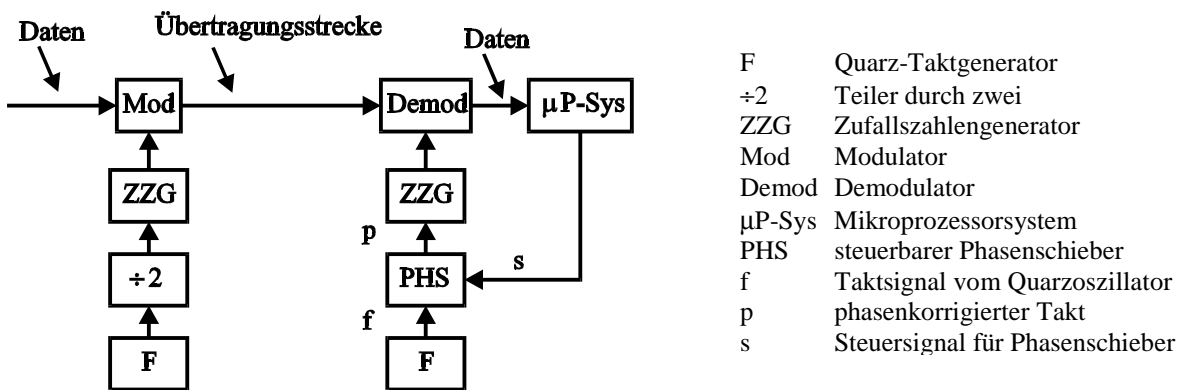 Daten
Übertragungsstrecke
Daten
Mod
Demod
µP-Sys
ZZG
ZZG
p
÷2
PHS
s
f
F
F
F Quarz-Taktgenerator
÷2 Teiler durch zwei
ZZG Zufallszahlengenerator
Mod Modulator
Demod Demodulator
µP-Sys Mikroprozessorsystem
PHS steuerbarer Phasenschieber
f Taktsignal vom Quarzoszillator
p phasenkorrigierter Takt
s Steuersignal für Phasenschieber